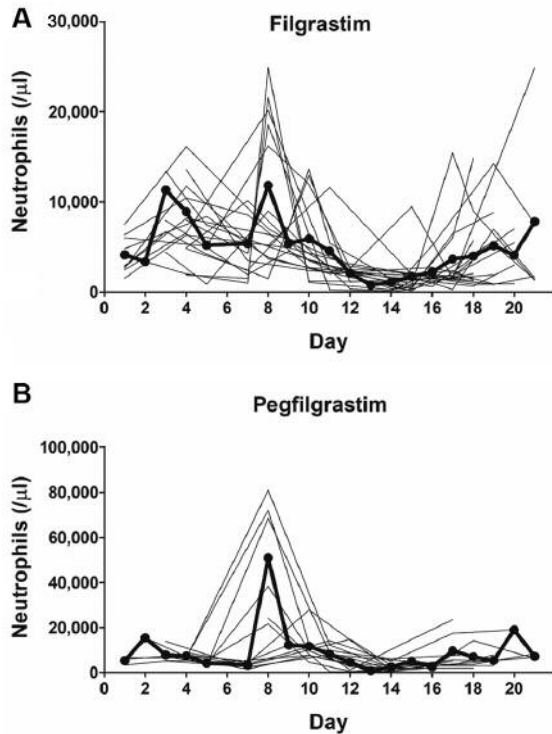 A
Filgrastim
Neutrophils (/µl)
30,000
20,000
10,000
0
0 2 4 6 8 10 12 14 16 18 20
Day
B
Pegfilgrastim
Neutrophils (/µl)
100,000
80,000
60,000
40,000
20,000
0
0 2 4 6 8 10 12 14 16 18 20
Day